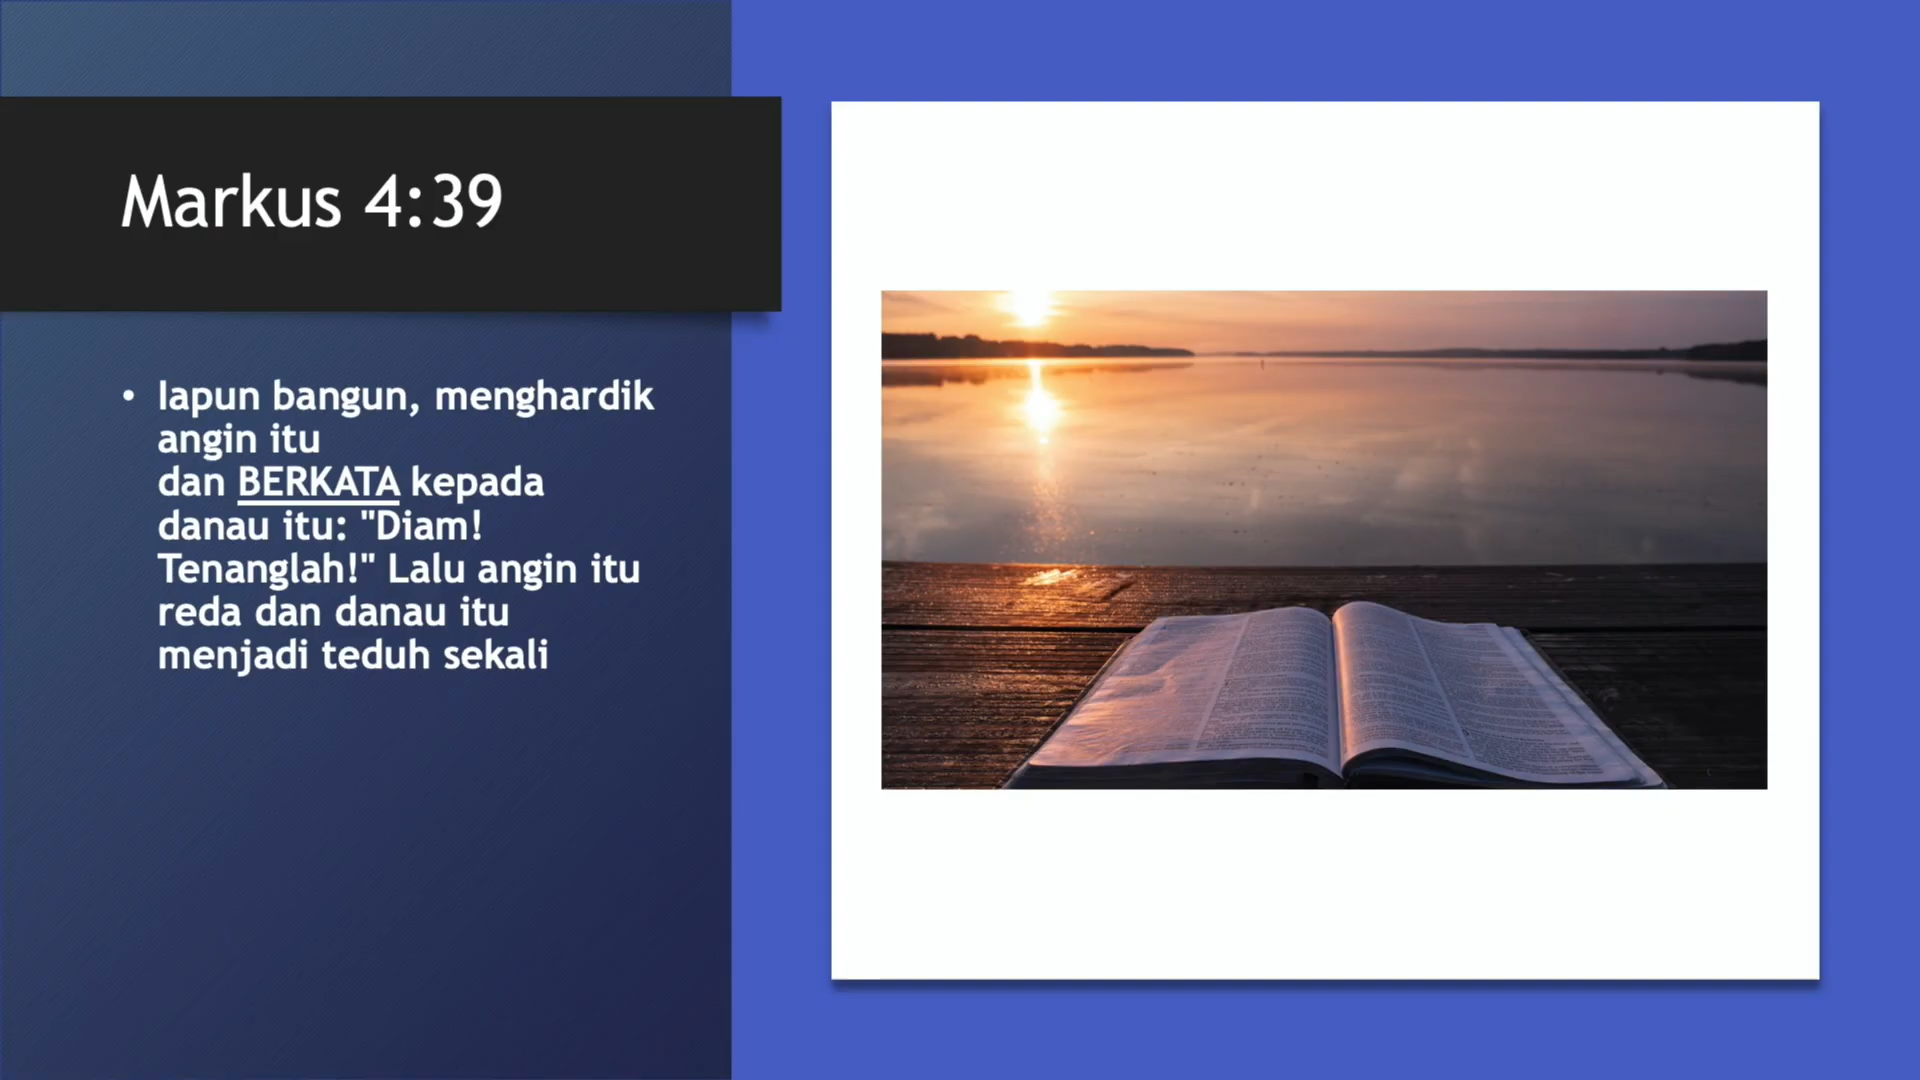 Markus 4:39
• Iapun bangun, menghardik
angin itu
dan BERKATA kepada
danau itu: "Diam!
Tenanglah!" Lalu angin itu
reda dan danau itu
menjadi teduh sekali